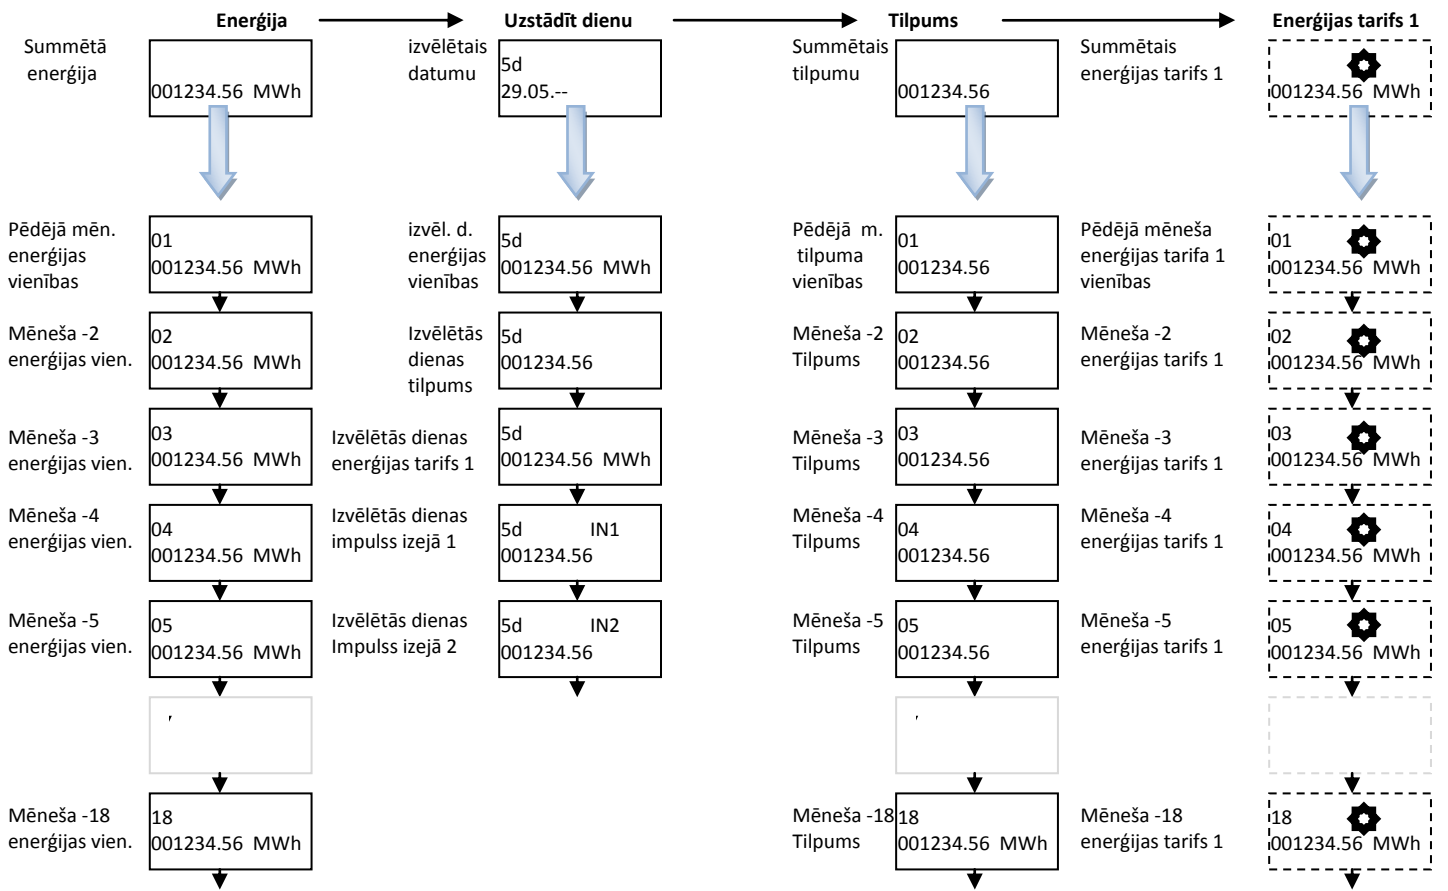 Enerģija
Uzstādīt dienu
Tilpums
Enerģijas tarifs 1
Summētā
enerģija
001234.56 MWh
izvēlētais
datumu
5d
29.05.--
Summētais
tilpumu
001234.56
Summētais
enerģijas tarifs 1
001234.56 MWh
Pēdējā mēn.
enerģijas
vienības
01
001234.56 MWh
izvēl. d.
enerģijas
vienības
5d
001234.56 MWh
Pēdējā m.
tilpuma
vienības
01
001234.56
Pēdējā mēneša
enerģijas tarifa 1
vienības
01
001234.56 MWh
Mēneša -2
enerģijas vien.
02
001234.56 MWh
Izvēlētās
dienas
tilpums
5d
001234.56
Mēneša -2
Tilpums
02
001234.56
Mēneša -2
enerģijas tarifs 1
02
001234.56 MWh
Mēneša -3
enerģijas vien.
03
001234.56 MWh
Izvēlētās dienas
enerģijas tarifs 1
5d
001234.56 MWh
Mēneša -3
Tilpums
03
001234.56
Mēneša -3
enerģijas tarifs 1
03
001234.56 MWh
Mēneša -4
enerģijas vien.
04
001234.56 MWh
Izvēlētās dienas
impulss izejā 1
5d IN1
001234.56
Mēneša -4
Tilpums
04
001234.56
Mēneša -4
enerģijas tarifs 1
04
001234.56 MWh
Mēneša -5
enerģijas vien.
05
001234.56 MWh
Izvēlētās dienas
Impulss izejā 2
5d IN2
001234.56
Mēneša -5
Tilpums
05
001234.56
Mēneša -5
enerģijas tarifs 1
05
001234.56 MWh
Mēneša -18
enerģijas vien.
18
001234.56 MWh
Mēneša -18
Tilpums
18
001234.56 MWh
Mēneša -18
enerģijas tarifs 1
18
001234.56 MWh